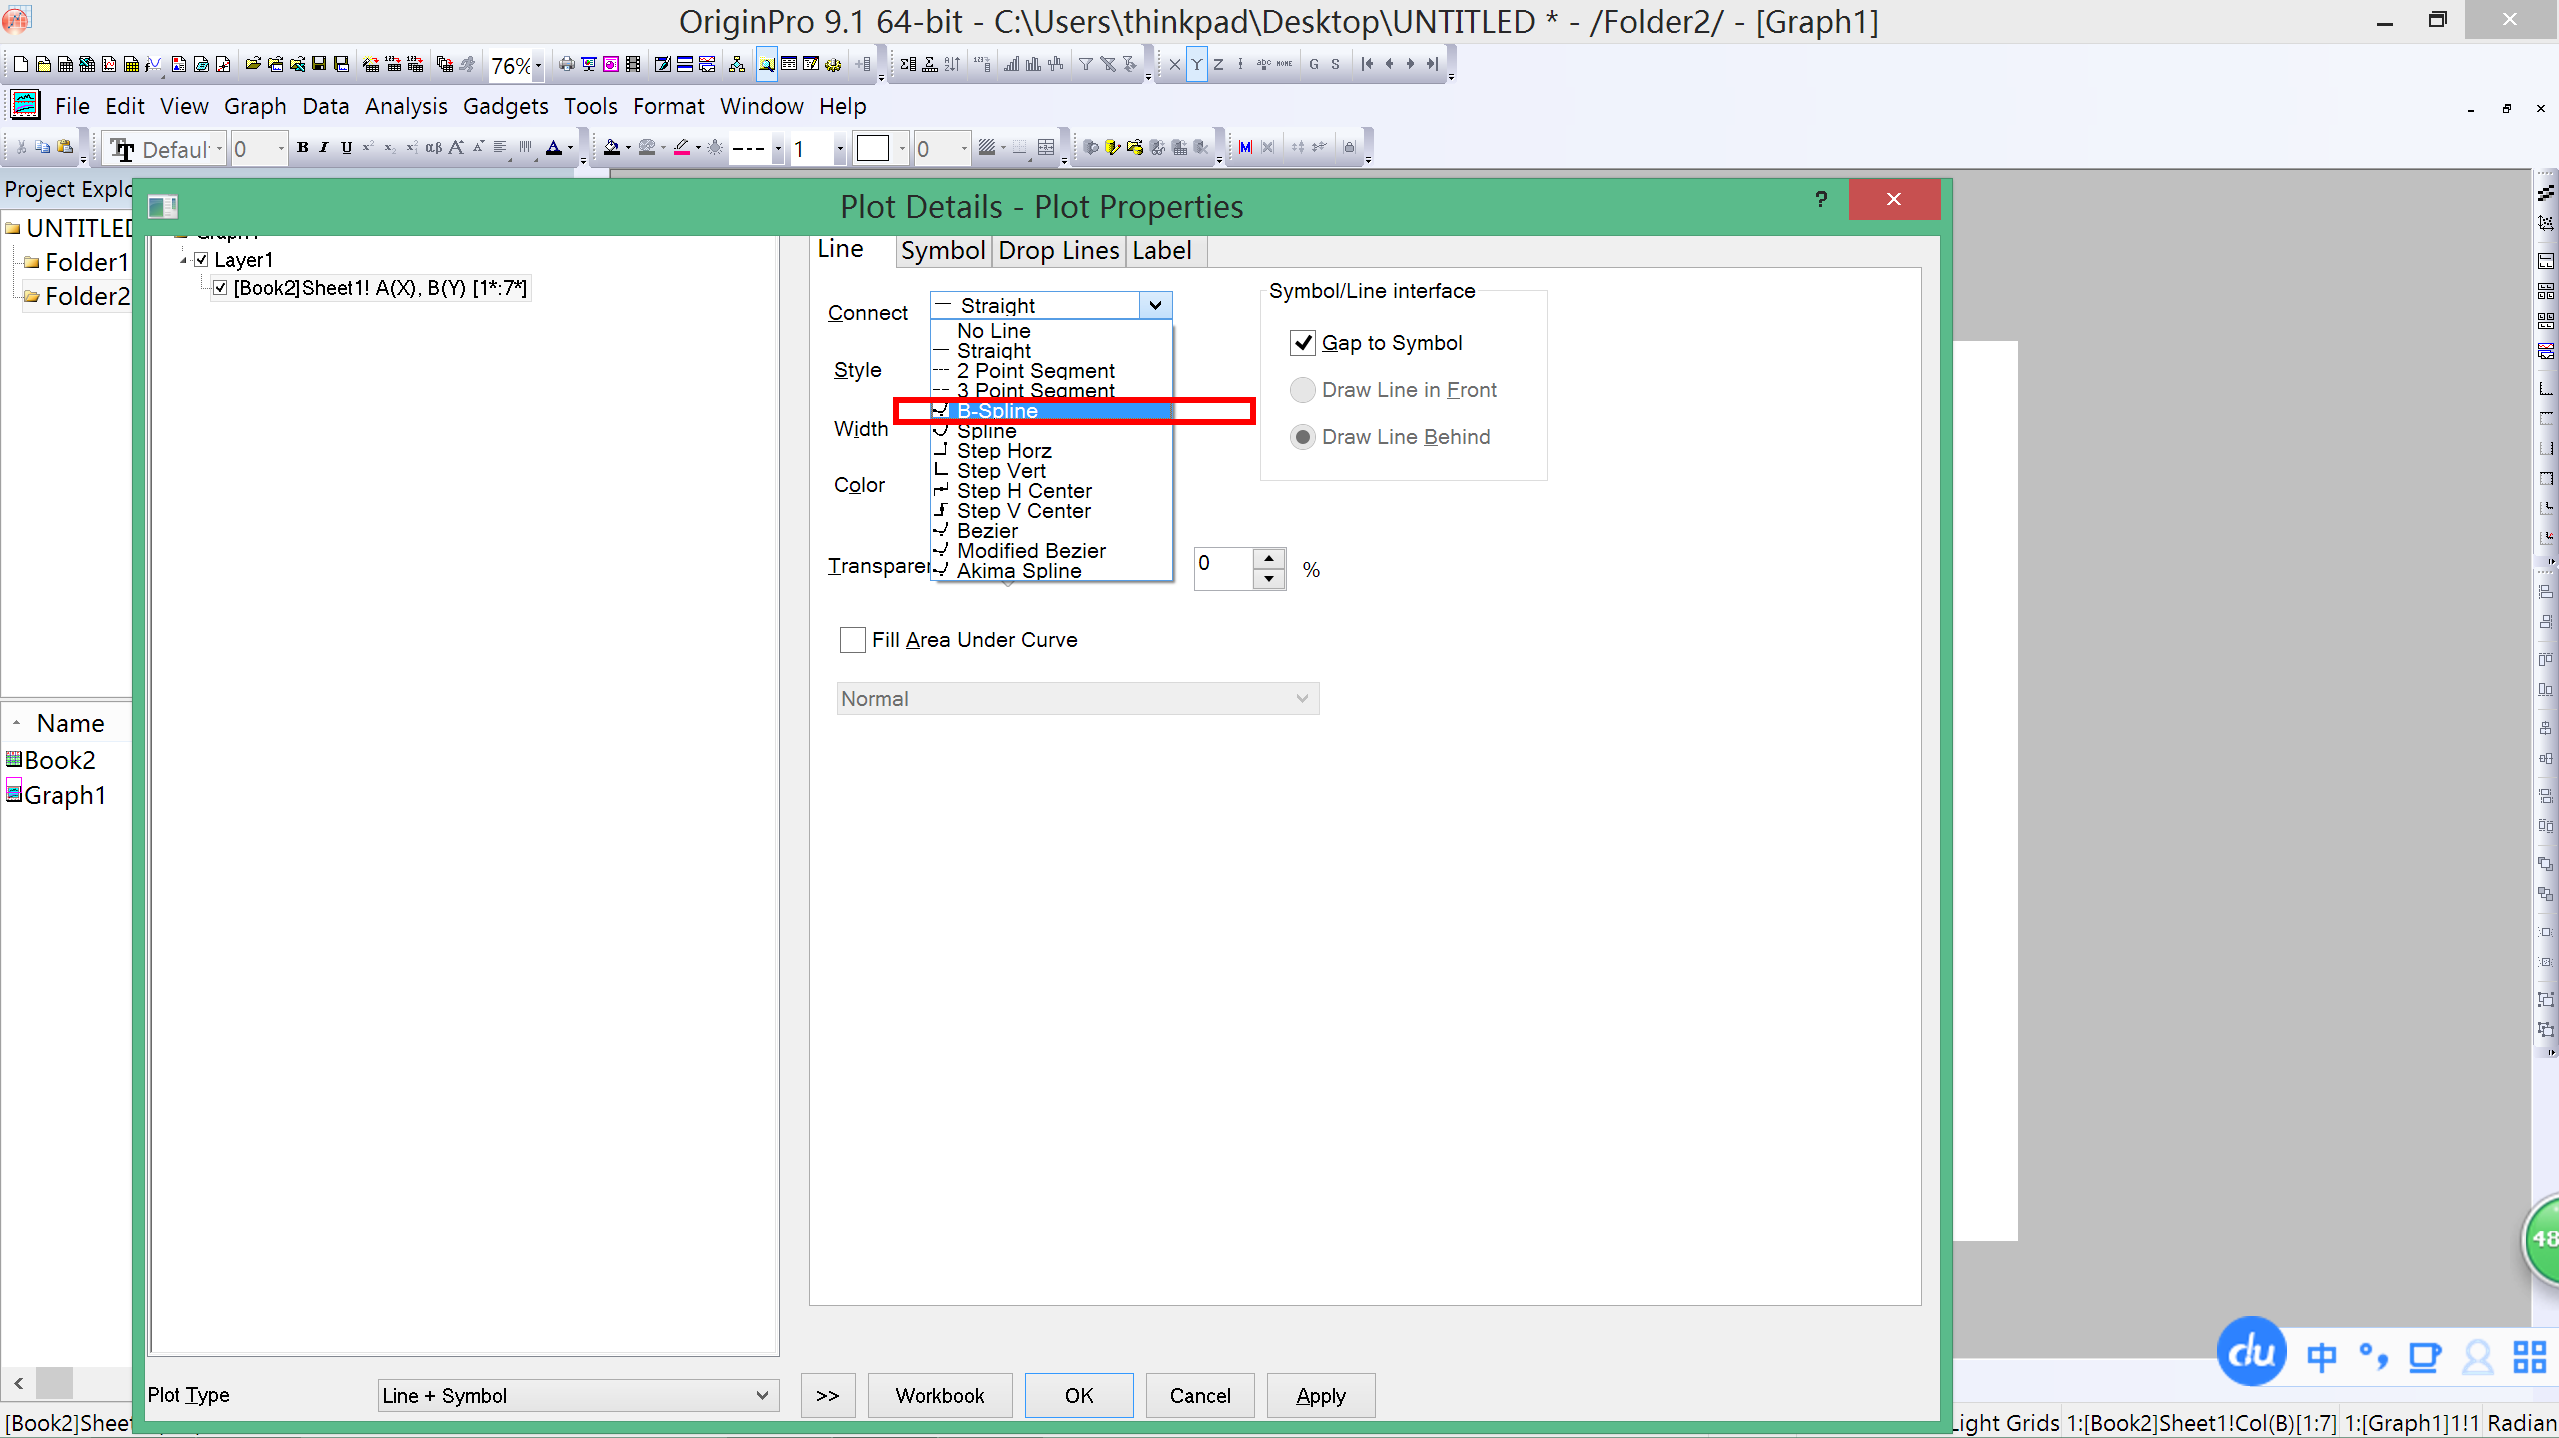 OriginPro 9.1 64-bit - C:\Users\thinkpad\Desktop\UNTITLED * - /Folder2/ - [Graph1]
76%
X Y Z
G S
File Edit View Graph Data Analysis Gadgets Tools Format Window Help
Defaul 0 B I U αβ A 1 0
Project Explo
Plot Details - Plot Properties
UNTITLED
Folder1
Folder2
Layer1
[Book2]Sheet1! A(X), B(Y) [1*:7*]
Line Symbol Drop Lines Label
Connect Straight
No Line
Straight
2 Point Segment
3 Point Segment
B-Spline
Spline
Step Horz
Step Vert
Step H Center
Step V Center
Bezier
Modified Bezier
Akima Spline
Style
Width
Color
Symbol/Line interface
Gap to Symbol
Draw Line in Front
Draw Line Behind
Transparen 0 %
Fill Area Under Curve
Normal
Name
Book2
Graph1
48
du 中
Plot Type Line + Symbol >> Workbook OK Cancel Apply
[Book2]Sheet Light Grids 1:[Book2]Sheet1!Col(B)[1:7] 1:[Graph1]1!1 Radian